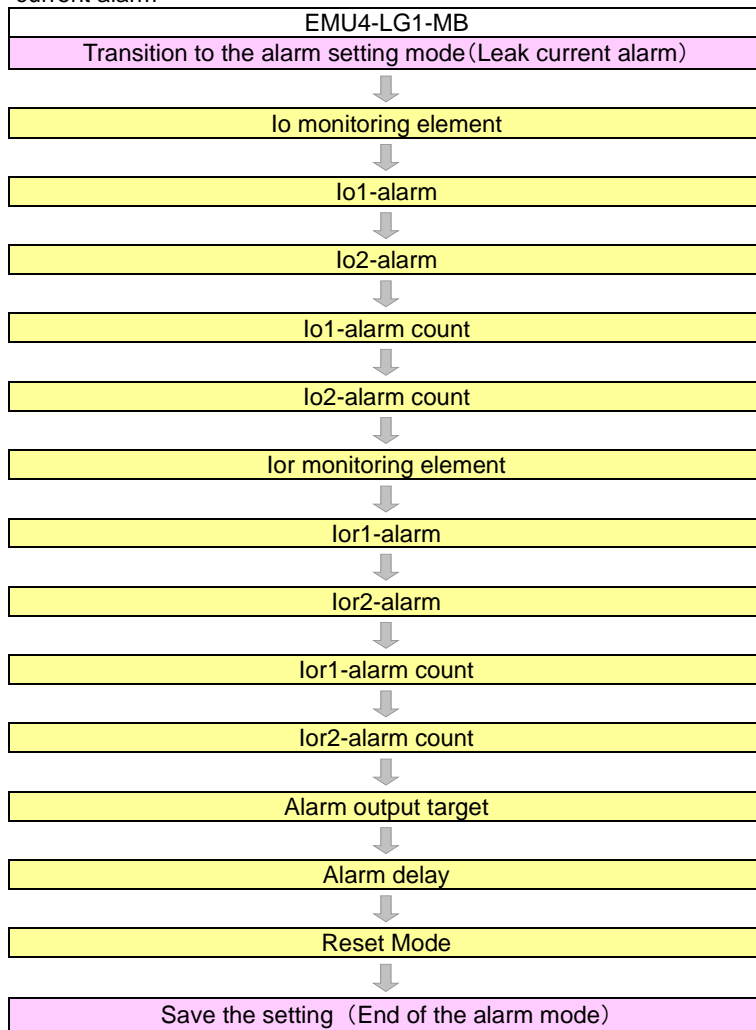 current alarm
EMU4-LG1-MB
Transition to the alarm setting mode（Leak current alarm）
Io monitoring element
Io1-alarm
Io2-alarm
Io1-alarm count
Io2-alarm count
Ior monitoring element
Ior1-alarm
Ior2-alarm
Ior1-alarm count
Ior2-alarm count
Alarm output target
Alarm delay
Reset Mode
Save the setting（End of the alarm mode）